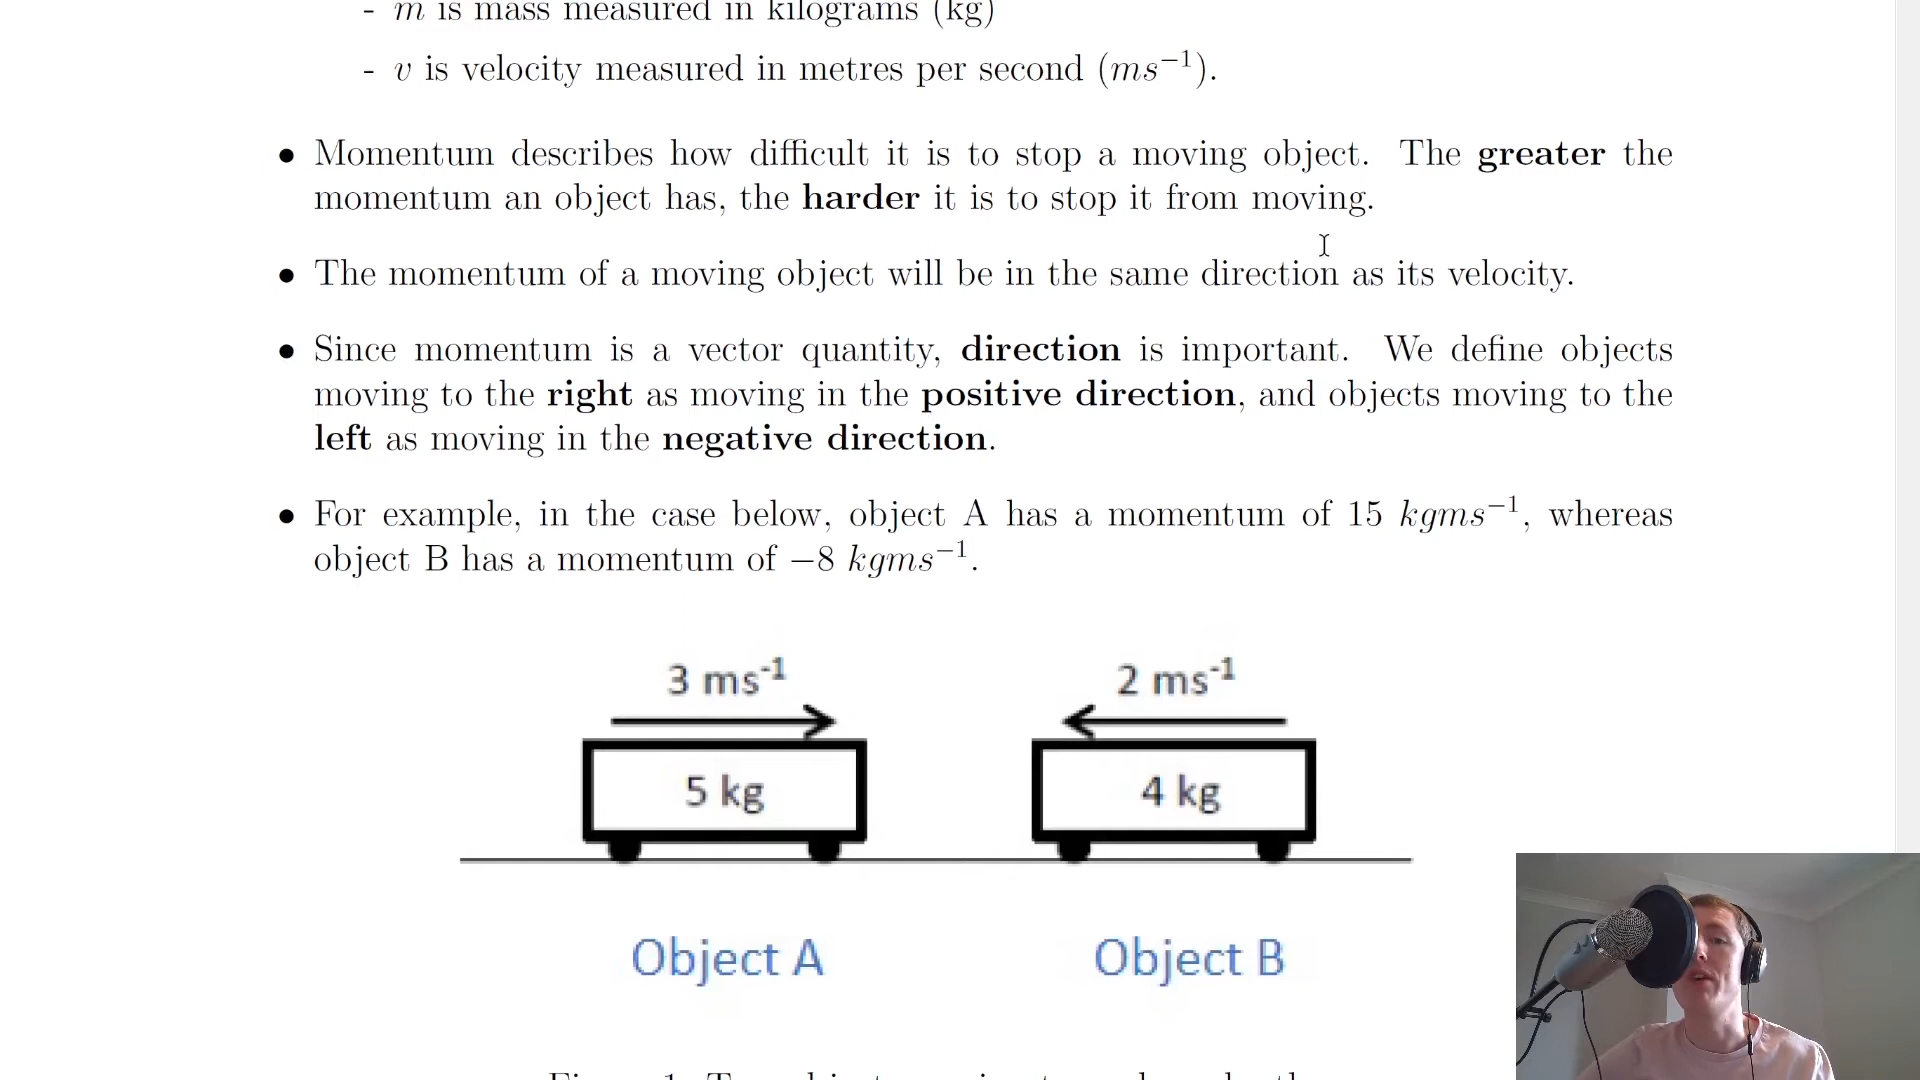 - m is mass measured in kilograms (kg)
- v is velocity measured in metres per second (ms⁻¹).
• Momentum describes how difficult it is to stop a moving object. The greater the
momentum an object has, the harder it is to stop it from moving.
• The momentum of a moving object will be in the same direction as its velocity.
• Since momentum is a vector quantity, direction is important. We define objects
moving to the right as moving in the positive direction, and objects moving to the
left as moving in the negative direction.
• For example, in the case below, object A has a momentum of 15 kgms⁻¹, whereas
object B has a momentum of −8 kgms⁻¹.
3 ms⁻¹
2 ms⁻¹
5 kg
4 kg
Object A
Object B